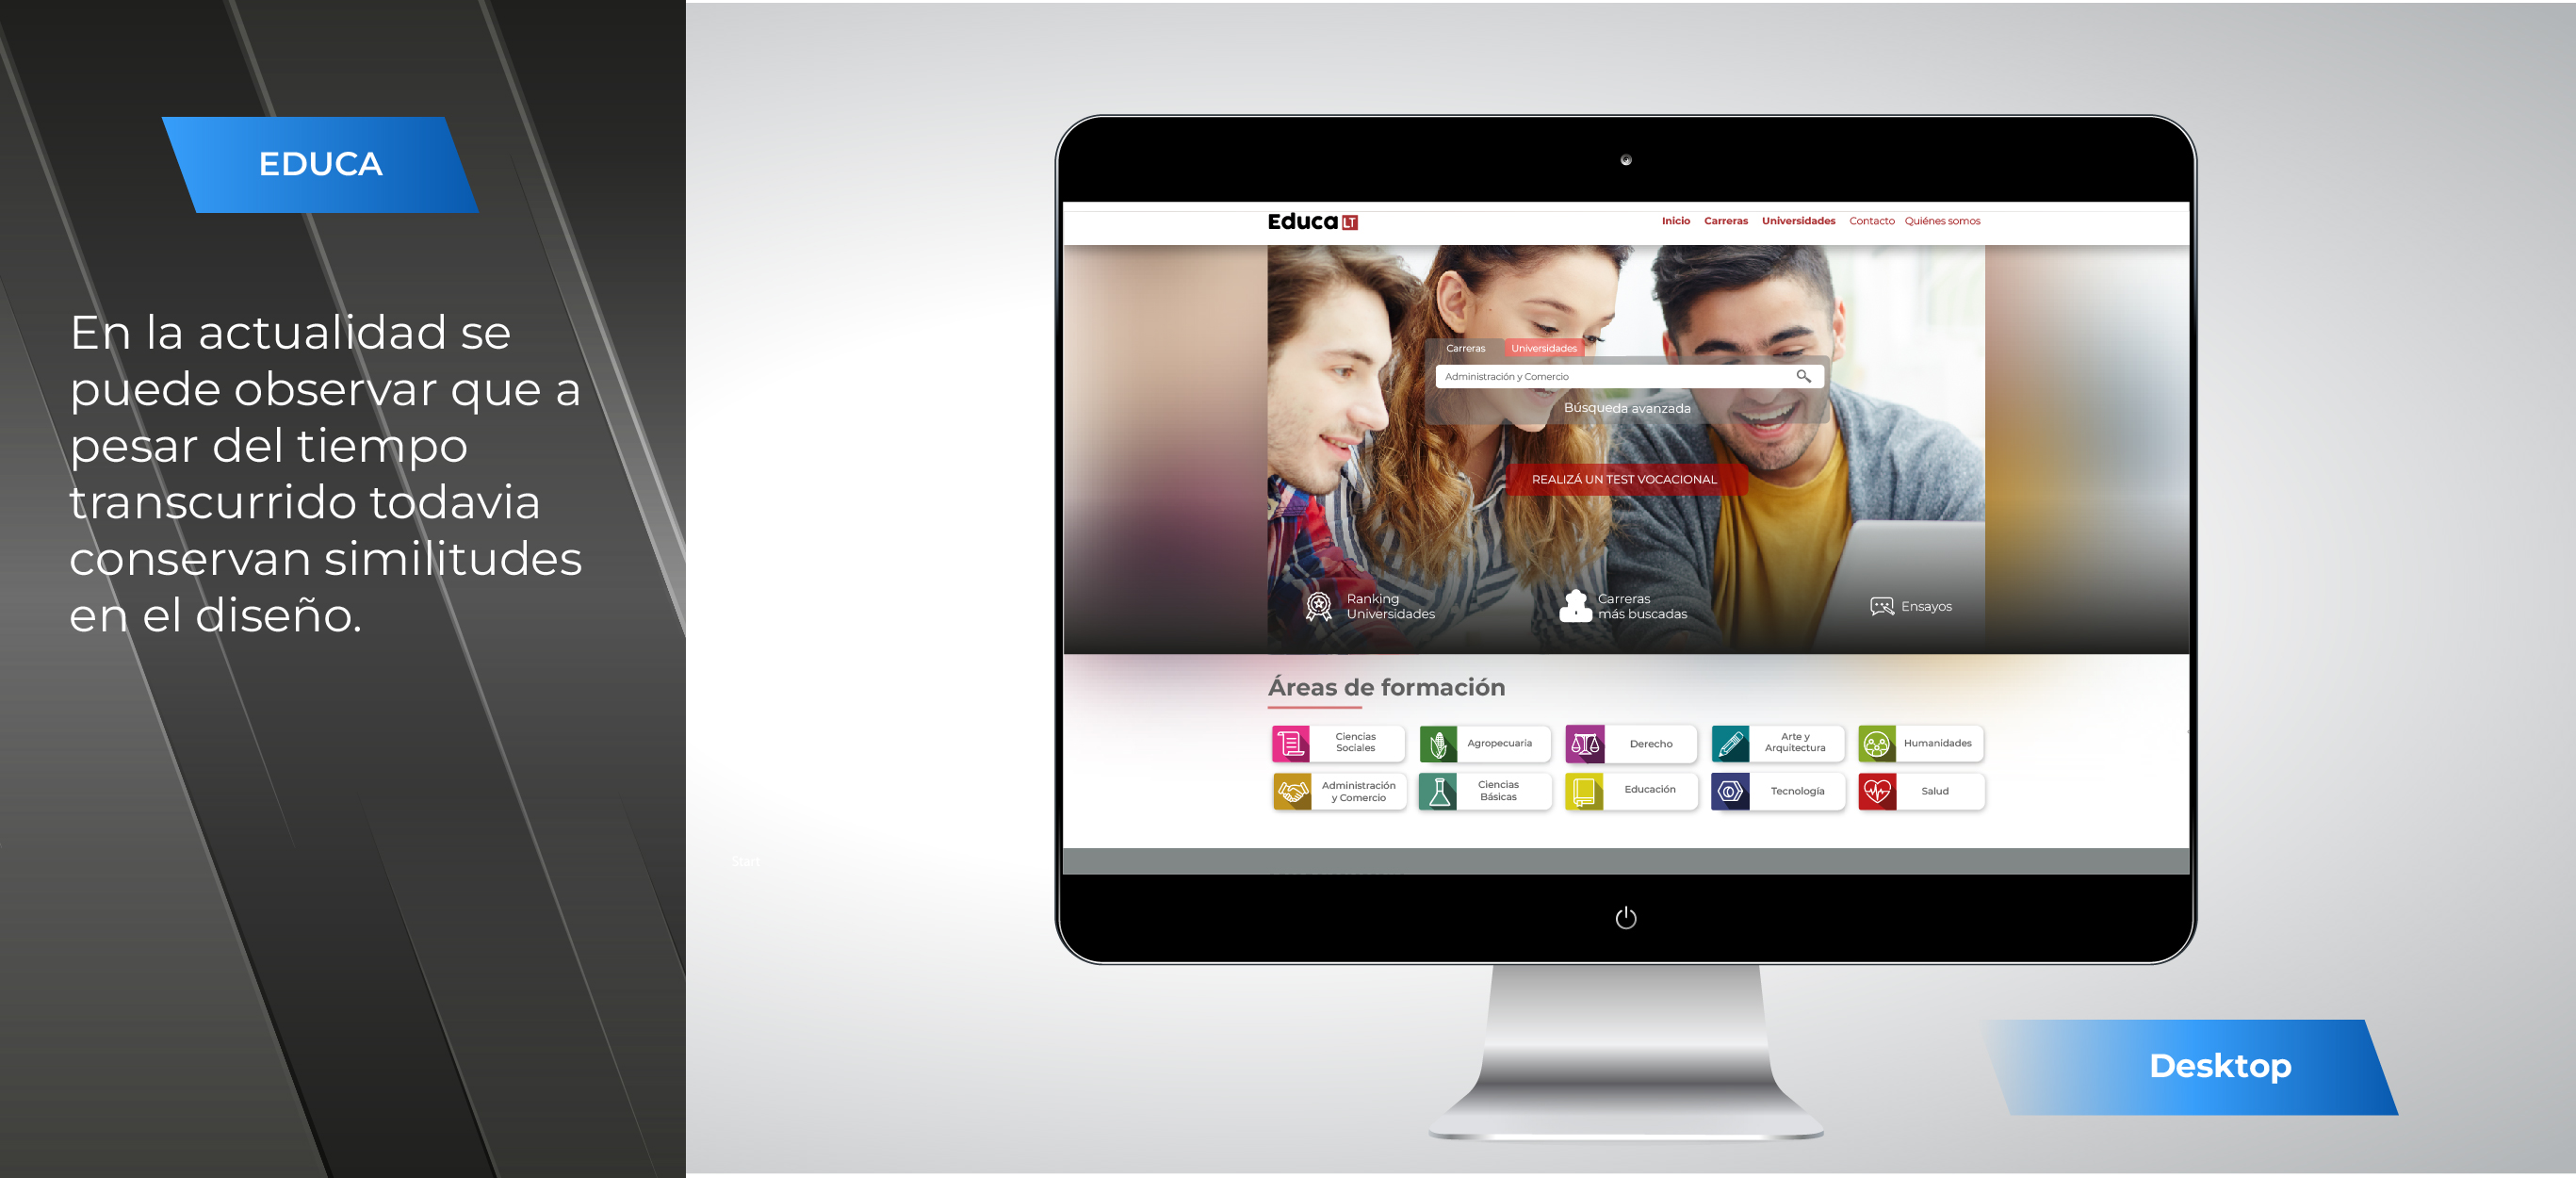 EDUCA
En la actualidad se
puede observar que a
pesar del tiempo
transcurrido todavia
conservan similitudes
en el diseño.
Educa LT
Inicio Carreras Universidades Contacto Quiénes somos
Carreras Universidades
Administración y Comercio
Búsqueda avanzada
REALIZÁ UN TEST VOCACIONAL
Ranking
Universidades
Carreras
más buscadas
Ensayos
Áreas de formación
Ciencias
Sociales
Agropecuaria
Derecho
Arte y
Arquitectura
Humanidades
Administración
y Comercio
Ciencias
Básicas
Educación
Tecnología
Salud
Start
Desktop